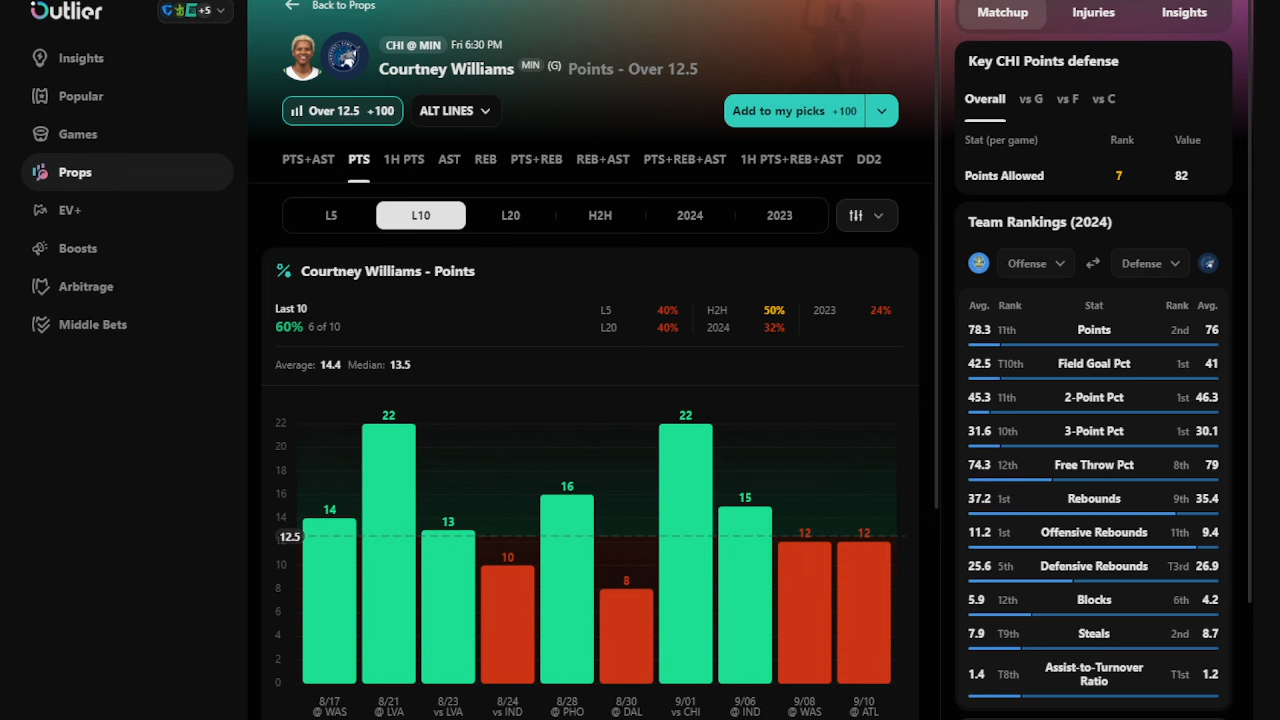 Outlier
+5
Insights
Popular
Games
Props
EV+
Boosts
Arbitrage
Middle Bets
Back to Props
CHI @ MIN Fri 6:30 PM
Courtney Williams MIN (G) Points - Over 12.5
Over 12.5 +100 ALT LINES
Add to my picks +100
PTS+AST PTS 1H PTS AST REB PTS+REB REB+AST PTS+REB+AST 1H PTS+REB+AST DD2
L5 L10 L20 H2H 2024 2023
Courtney Williams - Points
Last 10
60% 6 of 10
L5 40% H2H 50% 2023 24%
L20 40% 2024 32%
Average: 14.4 Median: 13.5
22
20
18
16
14
12.5
10
8
6
4
2
0
14 22 13 10 16 8 22 15 12 12
8/17 8/21 8/23 8/24 8/28 8/30 9/01 9/06 9/08 9/10
@ WAS @ LVA vs LVA vs IND @ PHO @ DAL vs CHI @ IND @ WAS @ ATL
Matchup Injuries Insights
Key CHI Points defense
Overall vs G vs F vs C
Stat (per game) Rank Value
Points Allowed 7 82
Team Rankings (2024)
Offense Defense
Avg. Rank Stat Rank Avg.
78.3 11th Points 2nd 76
42.5 T10th Field Goal Pct 1st 41
45.3 11th 2-Point Pct 1st 46.3
31.6 10th 3-Point Pct 1st 30.1
74.3 12th Free Throw Pct 8th 79
37.2 1st Rebounds 9th 35.4
11.2 1st Offensive Rebounds 11th 9.4
25.6 5th Defensive Rebounds T3rd 26.9
5.9 12th Blocks 6th 4.2
7.9 T9th Steals 2nd 8.7
1.4 T8th Assist-to-Turnover Ratio T1st 1.2